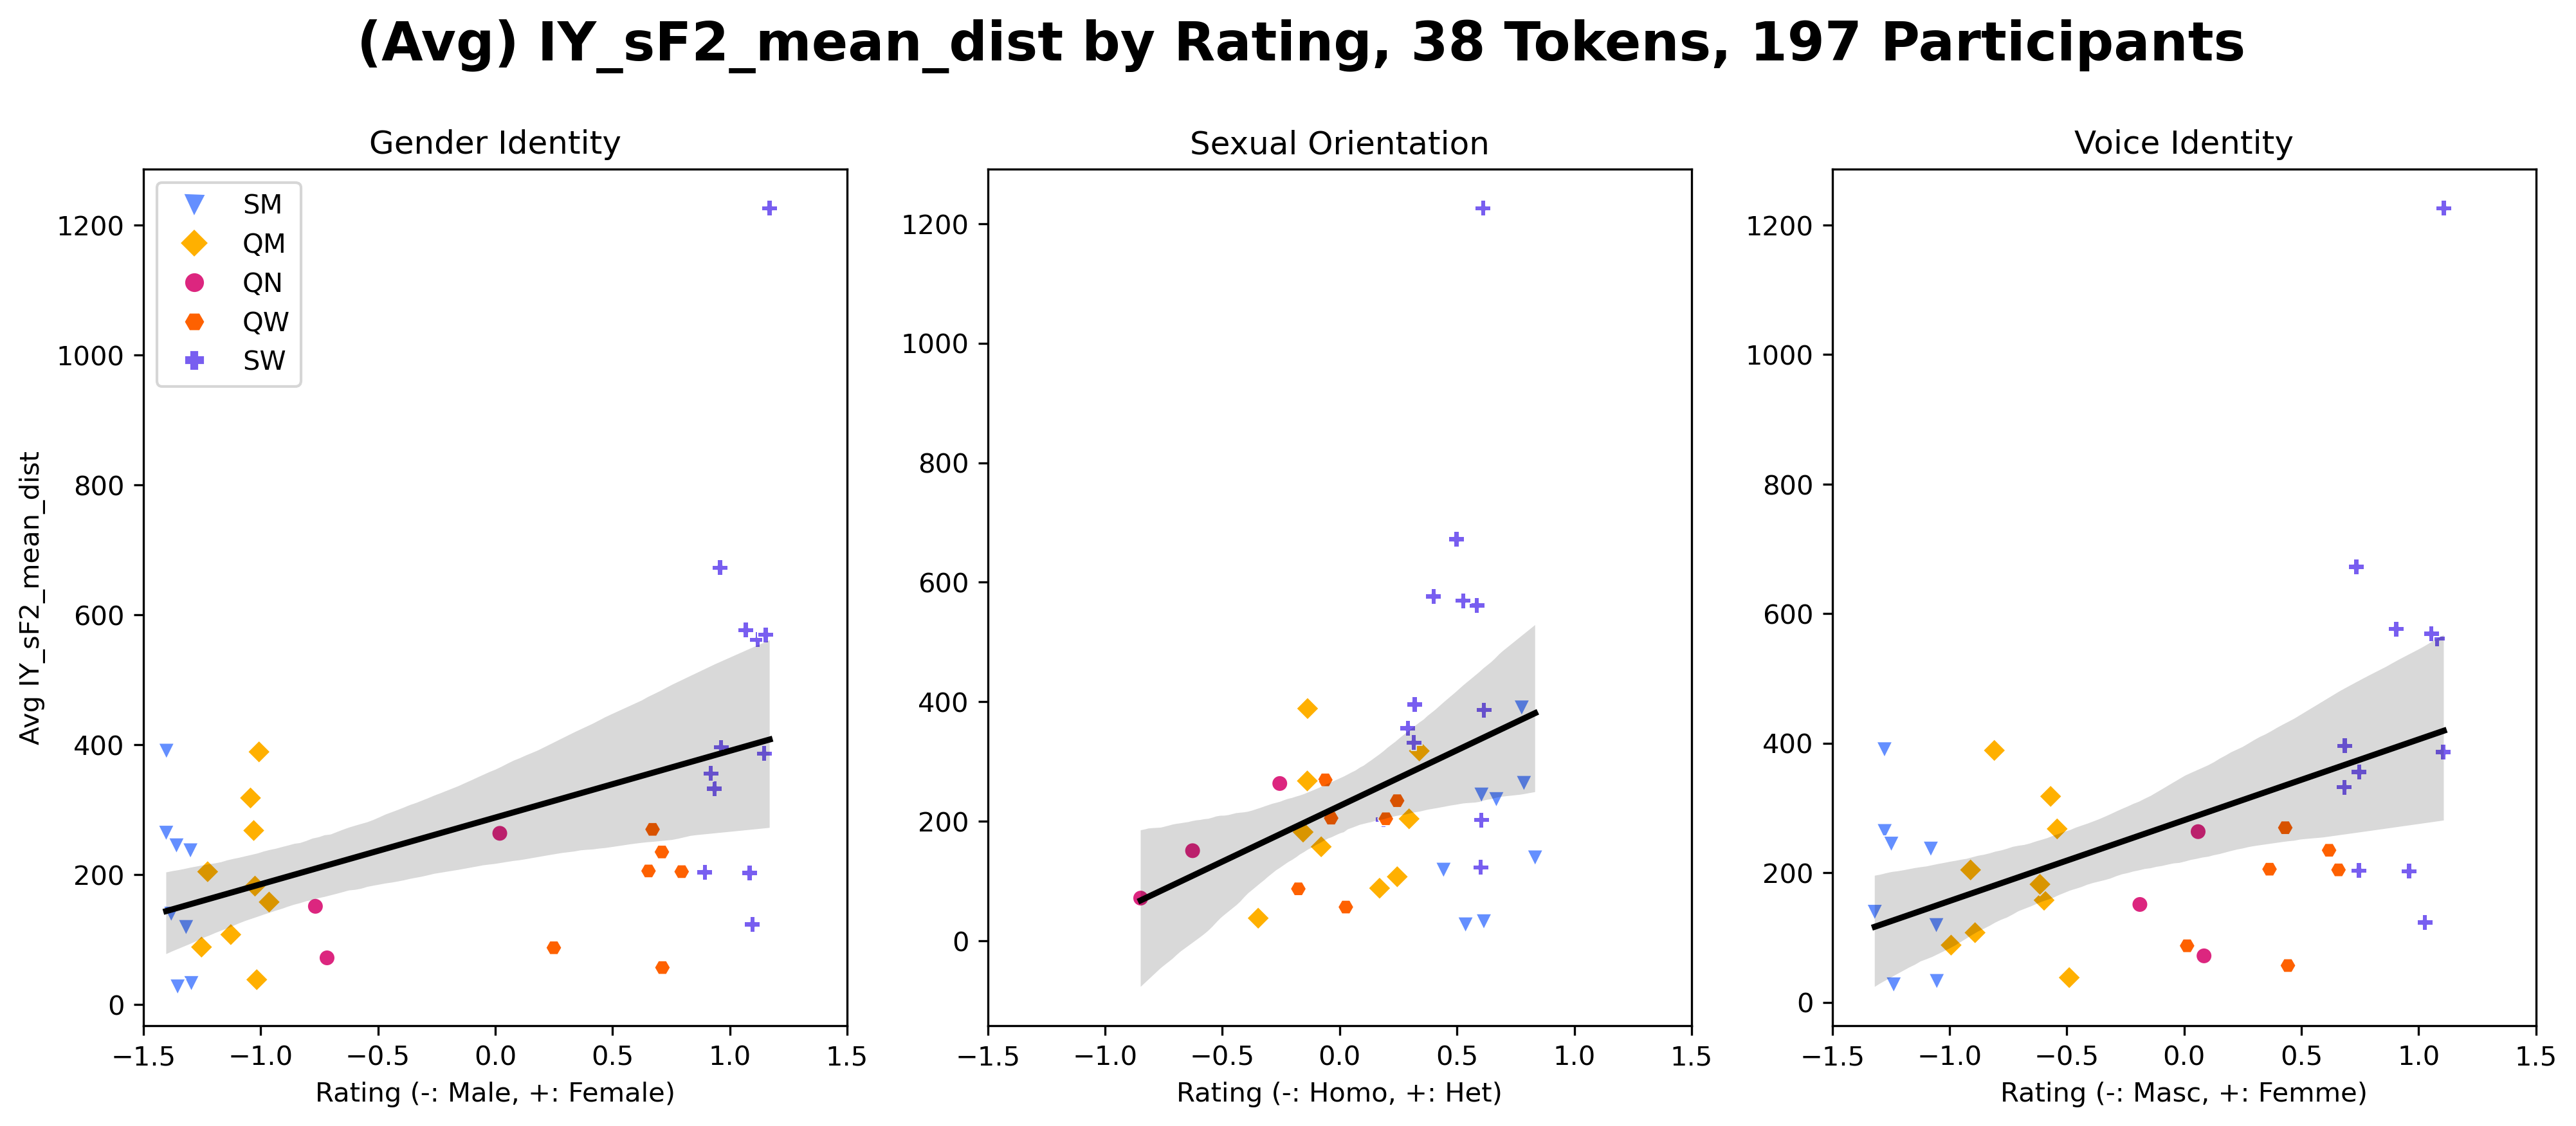 (Avg) IY_sF2_mean_dist by Rating, 38 Tokens, 197 Participants
Gender Identity
Sexual Orientation
Voice Identity
SM
QM
QN
QW
SW
Avg IY_sF2_mean_dist
1200
1000
800
600
400
200
0
−1.5 −1.0 −0.5 0.0 0.5 1.0 1.5
Rating (-: Male, +: Female)
1200
1000
800
600
400
200
0
−1.5 −1.0 −0.5 0.0 0.5 1.0 1.5
Rating (-: Homo, +: Het)
1200
1000
800
600
400
200
0
−1.5 −1.0 −0.5 0.0 0.5 1.0 1.5
Rating (-: Masc, +: Femme)